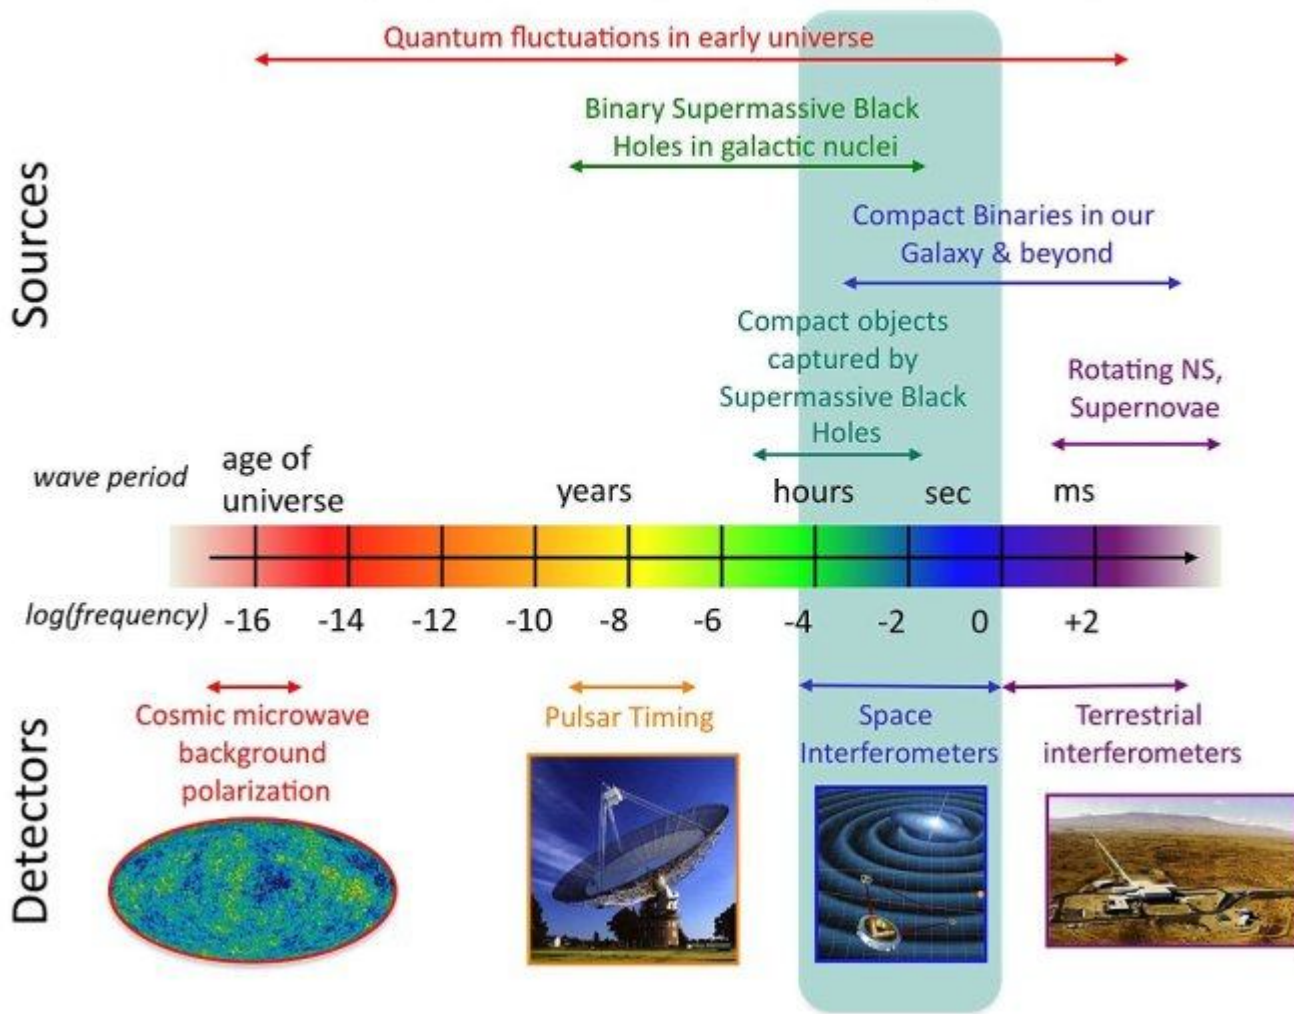 Quantum fluctuations in early universe
Binary Supermassive Black
Holes in galactic nuclei
Compact Binaries in our
Galaxy & beyond
Compact objects
captured by
Supermassive Black
Holes
Rotating NS,
Supernovae
Sources
wave period
age of
universe
years
hours
sec
ms
log(frequency)
-16
-14
-12
-10
-8
-6
-4
-2
0
+2
Detectors
Cosmic microwave
background
polarization
Pulsar Timing
Space
Interferometers
Terrestrial
interferometers